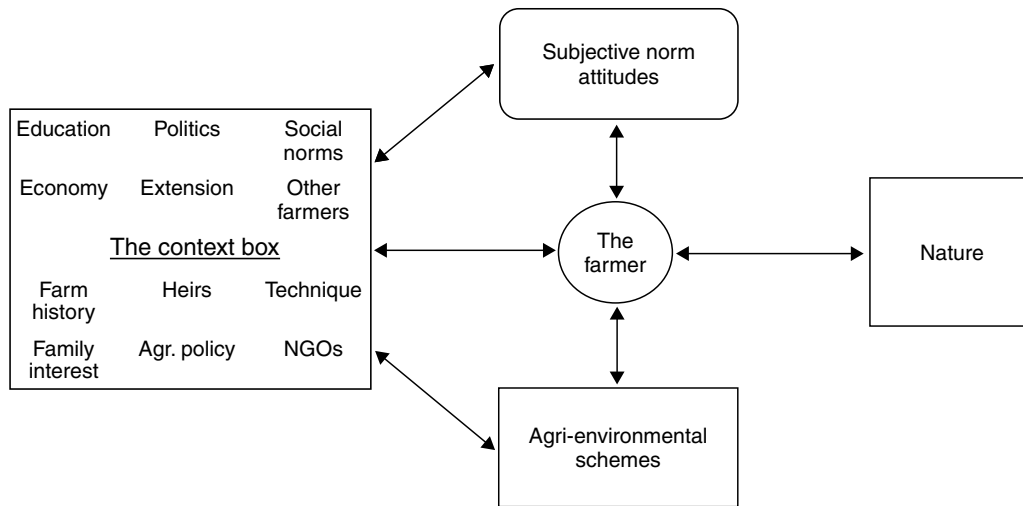 Subjective norm
attitudes
Education Politics Social
norms
Economy Extension Other
farmers
The context box
Farm
history
Heirs Technique
Family
interest
Agr. policy NGOs
The
farmer
Nature
Agri-environmental
schemes